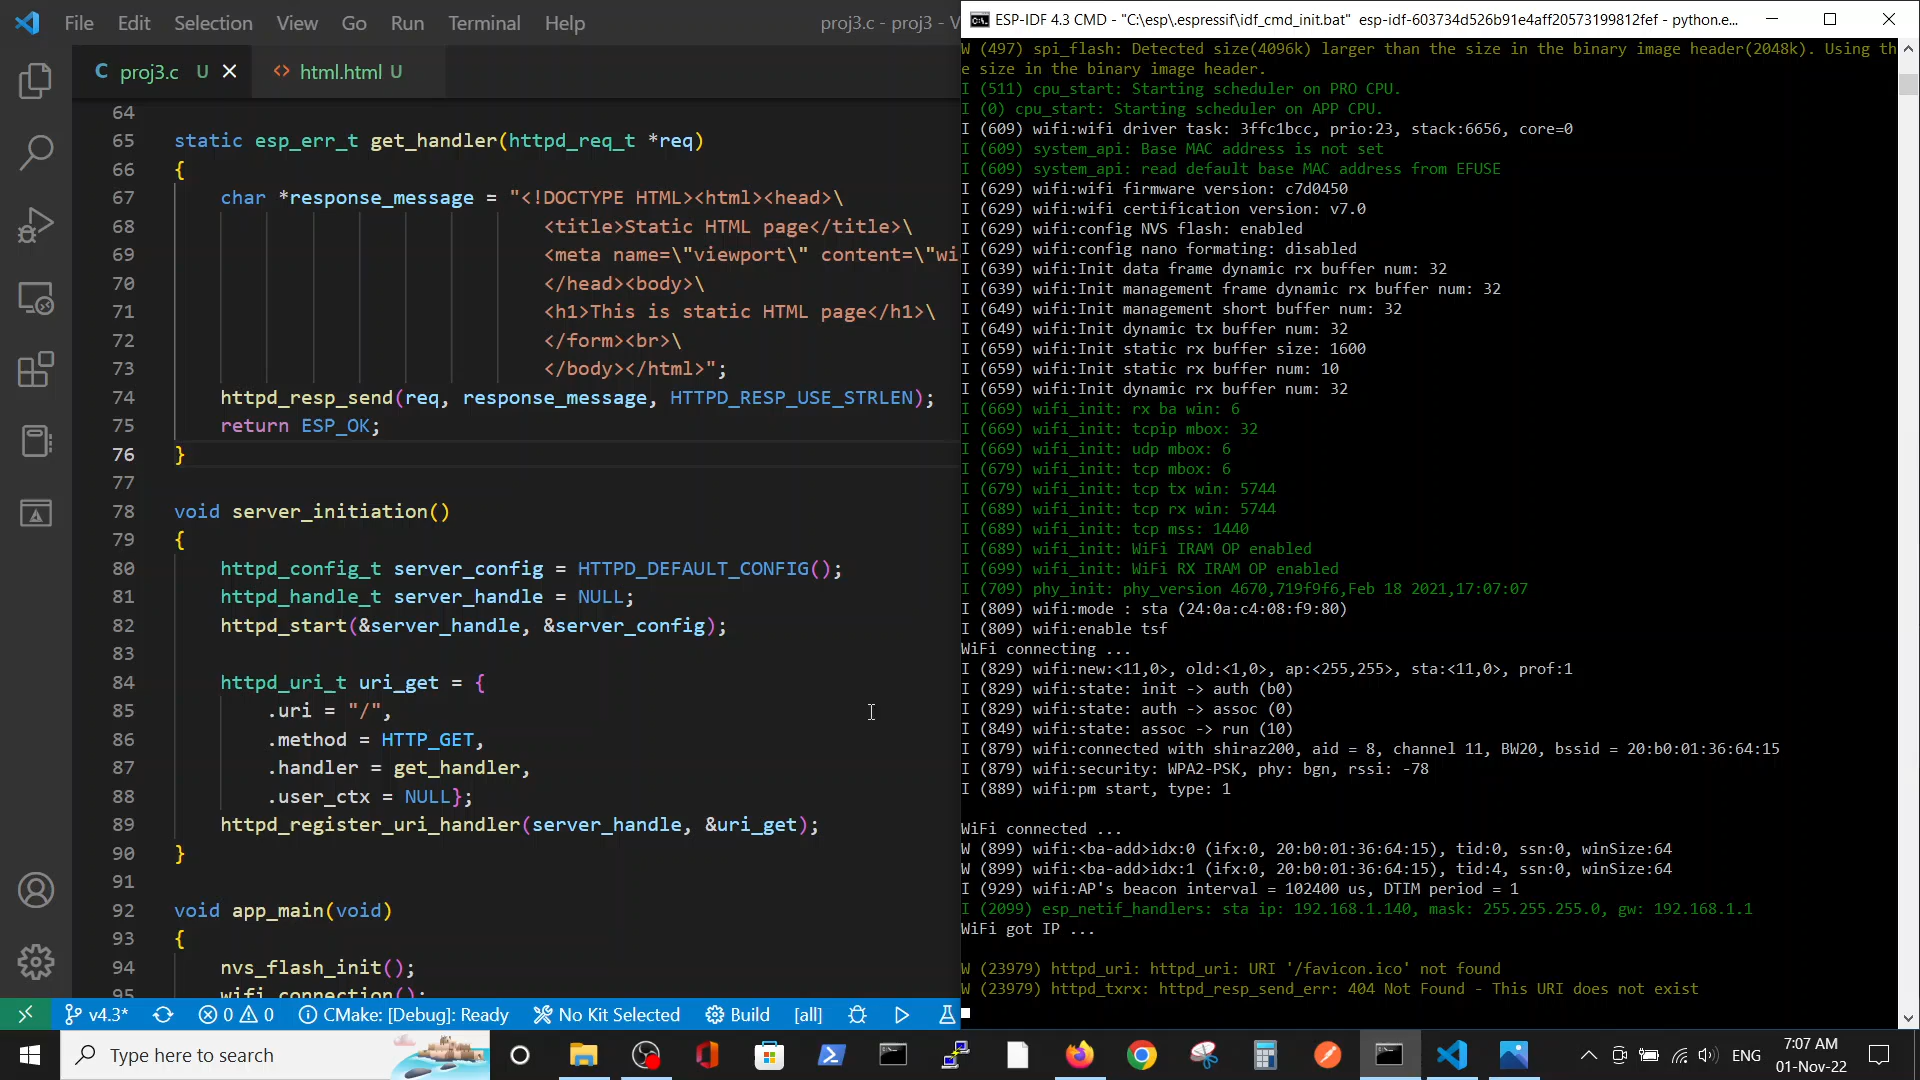 File Edit Selection View Go Run Terminal Help
proj3.c - proj3 - V
C proj3.c U
<> html.html U
64
65 static esp_err_t get_handler(httpd_req_t *req)
66 {
67 char *response_message = "<!DOCTYPE HTML><html><head>\
68 <title>Static HTML page</title>\
69 <meta name=\"viewport\" content=\"wi
70 </head><body>\
71 <h1>This is static HTML page</h1>\
72 </form><br>\
73 </body></html>";
74 httpd_resp_send(req, response_message, HTTPD_RESP_USE_STRLEN);
75 return ESP_OK;
76 }
77
78 void server_initiation()
79 {
80 httpd_config_t server_config = HTTPD_DEFAULT_CONFIG();
81 httpd_handle_t server_handle = NULL;
82 httpd_start(&server_handle, &server_config);
83
84 httpd_uri_t uri_get = {
85 .uri = "/",
86 .method = HTTP_GET,
87 .handler = get_handler,
88 .user_ctx = NULL};
89 httpd_register_uri_handler(server_handle, &uri_get);
90 }
91
92 void app_main(void)
93 {
94 nvs_flash_init();
95 wifi_connection();
v4.3* 0 0 CMake: [Debug]: Ready No Kit Selected Build [all]
ESP-IDF 4.3 CMD - "C:\esp\.espressif\idf_cmd_init.bat" esp-idf-603734d526b91e4aff20573199812fef - python.e...
W (497) spi_flash: Detected size(4096k) larger than the size in the binary image header(2048k). Using th
e size in the binary image header.
I (511) cpu_start: Starting scheduler on PRO CPU.
I (0) cpu_start: Starting scheduler on APP CPU.
I (609) wifi:wifi driver task: 3ffc1bcc, prio:23, stack:6656, core=0
I (609) system_api: Base MAC address is not set
I (609) system_api: read default base MAC address from EFUSE
I (629) wifi:wifi firmware version: c7d0450
I (629) wifi:wifi certification version: v7.0
I (629) wifi:config NVS flash: enabled
I (629) wifi:config nano formating: disabled
I (639) wifi:Init data frame dynamic rx buffer num: 32
I (639) wifi:Init management frame dynamic rx buffer num: 32
I (649) wifi:Init management short buffer num: 32
I (649) wifi:Init dynamic tx buffer num: 32
I (659) wifi:Init static rx buffer size: 1600
I (659) wifi:Init static rx buffer num: 10
I (659) wifi:Init dynamic rx buffer num: 32
I (669) wifi_init: rx ba win: 6
I (669) wifi_init: tcpip mbox: 32
I (669) wifi_init: udp mbox: 6
I (679) wifi_init: tcp mbox: 6
I (679) wifi_init: tcp tx win: 5744
I (689) wifi_init: tcp rx win: 5744
I (689) wifi_init: tcp mss: 1440
I (689) wifi_init: WiFi IRAM OP enabled
I (699) wifi_init: WiFi RX IRAM OP enabled
I (709) phy_init: phy_version 4670,719f9f6,Feb 18 2021,17:07:07
I (809) wifi:mode : sta (24:0a:c4:08:f9:80)
I (809) wifi:enable tsf
WiFi connecting ...
I (829) wifi:new:<11,0>, old:<1,0>, ap:<255,255>, sta:<11,0>, prof:1
I (829) wifi:state: init -> auth (b0)
I (829) wifi:state: auth -> assoc (0)
I (849) wifi:state: assoc -> run (10)
I (879) wifi:connected with shiraz200, aid = 8, channel 11, BW20, bssid = 20:b0:01:36:64:15
I (879) wifi:security: WPA2-PSK, phy: bgn, rssi: -78
I (889) wifi:pm start, type: 1
WiFi connected ...
W (899) wifi:<ba-add>idx:0 (ifx:0, 20:b0:01:36:64:15), tid:0, ssn:0, winSize:64
W (899) wifi:<ba-add>idx:1 (ifx:0, 20:b0:01:36:64:15), tid:4, ssn:0, winSize:64
I (929) wifi:AP's beacon interval = 102400 us, DTIM period = 1
I (2099) esp_netif_handlers: sta ip: 192.168.1.140, mask: 255.255.255.0, gw: 192.168.1.1
WiFi got IP ...
W (23979) httpd_uri: httpd_uri: URI '/favicon.ico' not found
W (23979) httpd_txrx: httpd_resp_send_err: 404 Not Found - This URI does not exist
Type here to search
ENG
7:07 AM
01-Nov-22